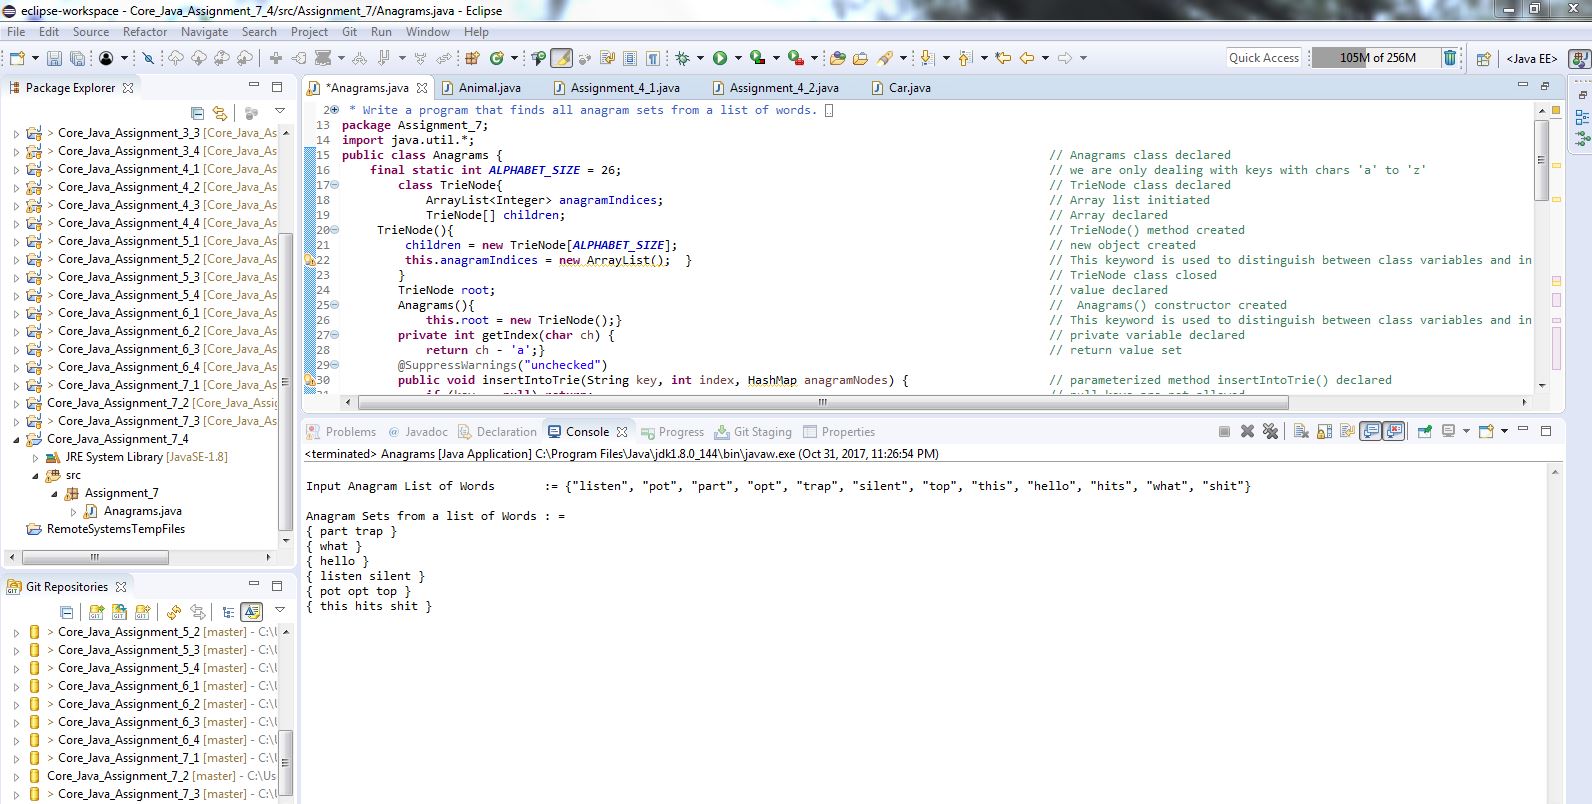 eclipse-workspace - Core_Java_Assignment_7_4/src/Assignment_7/Anagrams.java - Eclipse
File Edit Source Refactor Navigate Search Project Git Run Window Help
Quick Access 105M of 256M <Java EE>
Package Explorer
> Core_Java_Assignment_3_3 [Core_Java_As
> Core_Java_Assignment_3_4 [Core_Java_As
> Core_Java_Assignment_4_1 [Core_Java_As
> Core_Java_Assignment_4_2 [Core_Java_As
> Core_Java_Assignment_4_3 [Core_Java_As
> Core_Java_Assignment_4_4 [Core_Java_As
> Core_Java_Assignment_5_1 [Core_Java_As
> Core_Java_Assignment_5_2 [Core_Java_As
> Core_Java_Assignment_5_3 [Core_Java_As
> Core_Java_Assignment_5_4 [Core_Java_As
> Core_Java_Assignment_6_1 [Core_Java_As
> Core_Java_Assignment_6_2 [Core_Java_As
> Core_Java_Assignment_6_3 [Core_Java_As
> Core_Java_Assignment_6_4 [Core_Java_As
> Core_Java_Assignment_7_1 [Core_Java_As
Core_Java_Assignment_7_2 [Core_Java_Assig
> Core_Java_Assignment_7_3 [Core_Java_As
Core_Java_Assignment_7_4
JRE System Library [JavaSE-1.8]
src
Assignment_7
Anagrams.java
RemoteSystemsTempFiles
Git Repositories
> Core_Java_Assignment_5_2 [master] - C:\U
> Core_Java_Assignment_5_3 [master] - C:\U
> Core_Java_Assignment_5_4 [master] - C:\U
> Core_Java_Assignment_6_1 [master] - C:\U
> Core_Java_Assignment_6_2 [master] - C:\U
> Core_Java_Assignment_6_3 [master] - C:\U
> Core_Java_Assignment_6_4 [master] - C:\U
> Core_Java_Assignment_7_1 [master] - C:\U
Core_Java_Assignment_7_2 [master] - C:\Us
> Core_Java_Assignment_7_3 [master] - C:\U
*Anagrams.java Animal.java Assignment_4_1.java Assignment_4_2.java Car.java
2 * Write a program that finds all anagram sets from a list of words.
13 package Assignment_7;
14 import java.util.*;
15 public class Anagrams { // Anagrams class declared
16 final static int ALPHABET_SIZE = 26; // we are only dealing with keys with chars 'a' to 'z'
17 class TrieNode{ // TrieNode class declared
18 ArrayList<Integer> anagramIndices; // Array list initiated
19 TrieNode[] children; // Array declared
20 TrieNode(){ // TrieNode() method created
21 children = new TrieNode[ALPHABET_SIZE]; // new object created
22 this.anagramIndices = new ArrayList(); } // This keyword is used to distinguish between class variables and in
23 } // TrieNode class closed
24 TrieNode root; // value declared
25 Anagrams(){ // Anagrams() constructor created
26 this.root = new TrieNode();} // This keyword is used to distinguish between class variables and in
27 private int getIndex(char ch) { // private variable declared
28 return ch - 'a';} // return value set
29 @SuppressWarnings("unchecked")
30 public void insertIntoTrie(String key, int index, HashMap anagramNodes) { // parameterized method insertIntoTrie() declared
Problems Javadoc Declaration Console Progress Git Staging Properties
<terminated> Anagrams [Java Application] C:\Program Files\Java\jdk1.8.0_144\bin\javaw.exe (Oct 31, 2017, 11:26:54 PM)
Input Anagram List of Words := {"listen", "pot", "part", "opt", "trap", "silent", "top", "this", "hello", "hits", "what", "shit"}
Anagram Sets from a list of Words : =
{ part trap }
{ what }
{ hello }
{ listen silent }
{ pot opt top }
{ this hits shit }